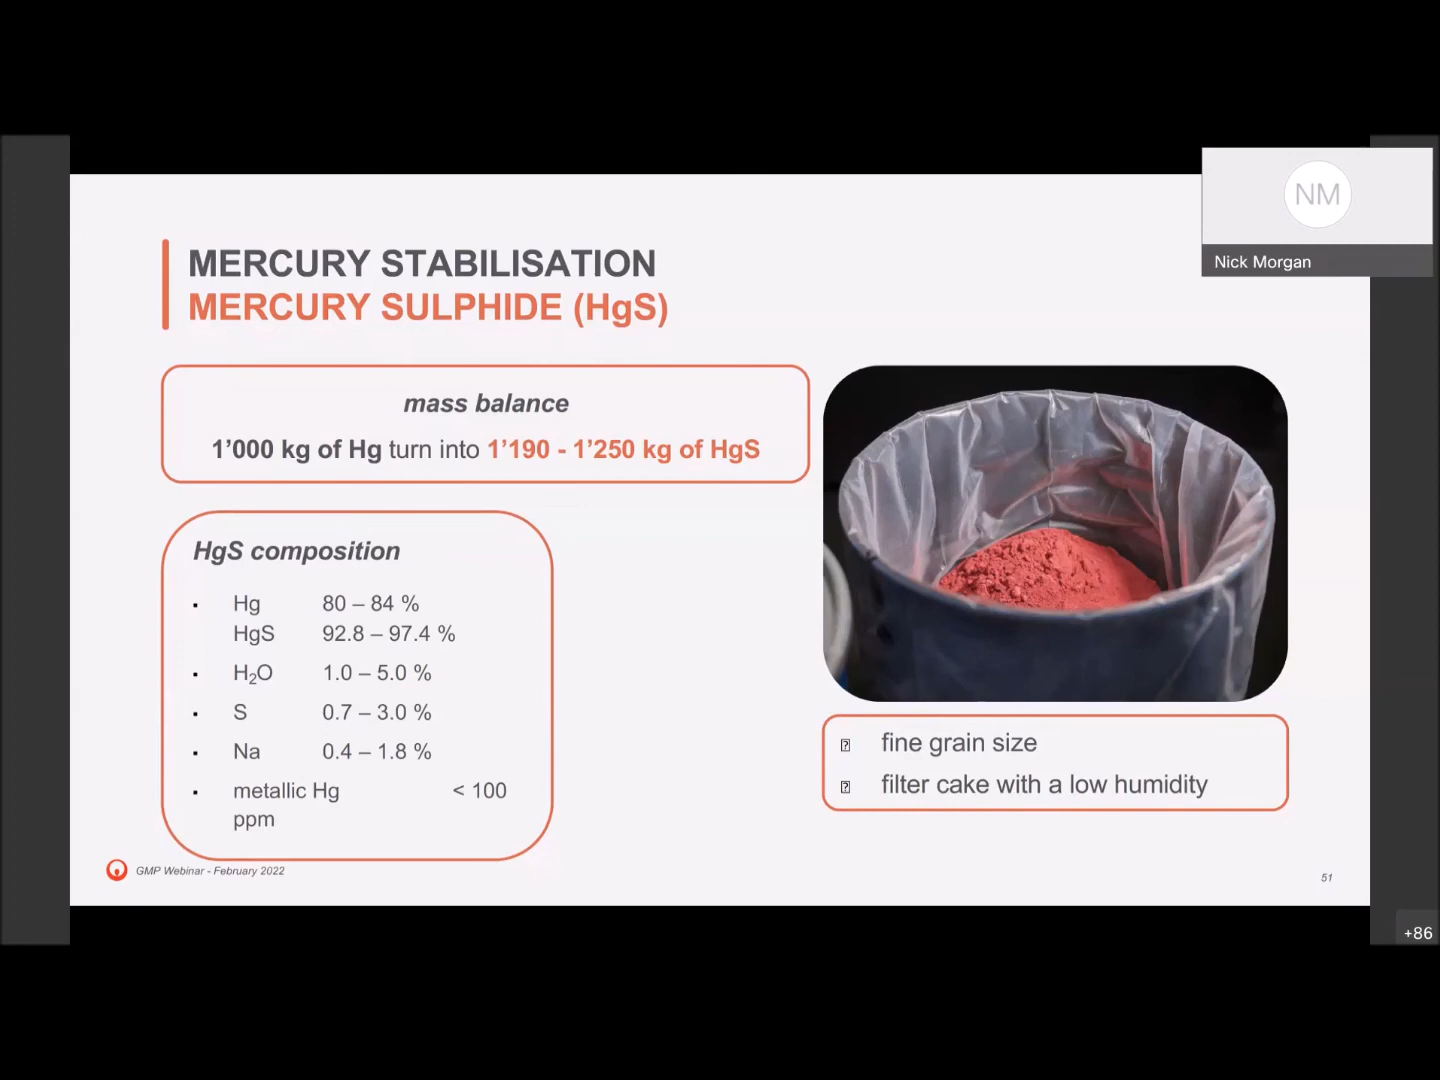 NM
Nick Morgan
MERCURY STABILISATION
MERCURY SULPHIDE (HgS)
mass balance
1’000 kg of Hg turn into 1’190 - 1’250 kg of HgS
HgS composition
▪ Hg 80 – 84 %
HgS 92.8 – 97.4 %
▪ H₂O 1.0 – 5.0 %
▪ S 0.7 – 3.0 %
▪ Na 0.4 – 1.8 %
▪ metallic Hg < 100
ppm
fine grain size
filter cake with a low humidity
GMP Webinar - February 2022
51
+86